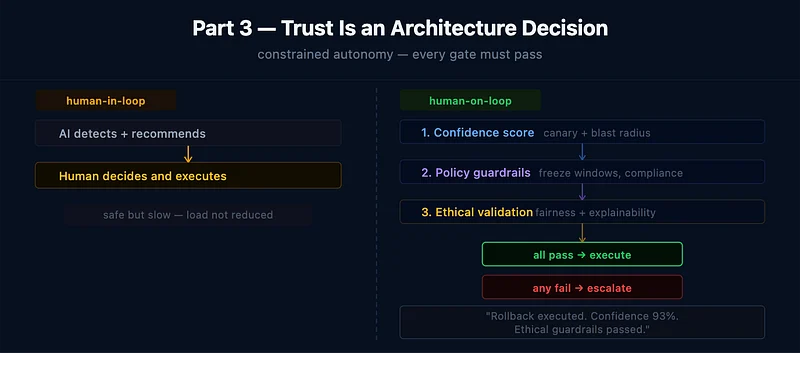 Part 3 — Trust Is an Architecture Decision
constrained autonomy — every gate must pass
human-in-loop
AI detects + recommends
Human decides and executes
safe but slow — load not reduced
human-on-loop
1. Confidence score canary + blast radius
2. Policy guardrails freeze windows, compliance
3. Ethical validation fairness + explainability
all pass → execute
any fail → escalate
"Rollback executed. Confidence 93%.
Ethical guardrails passed."